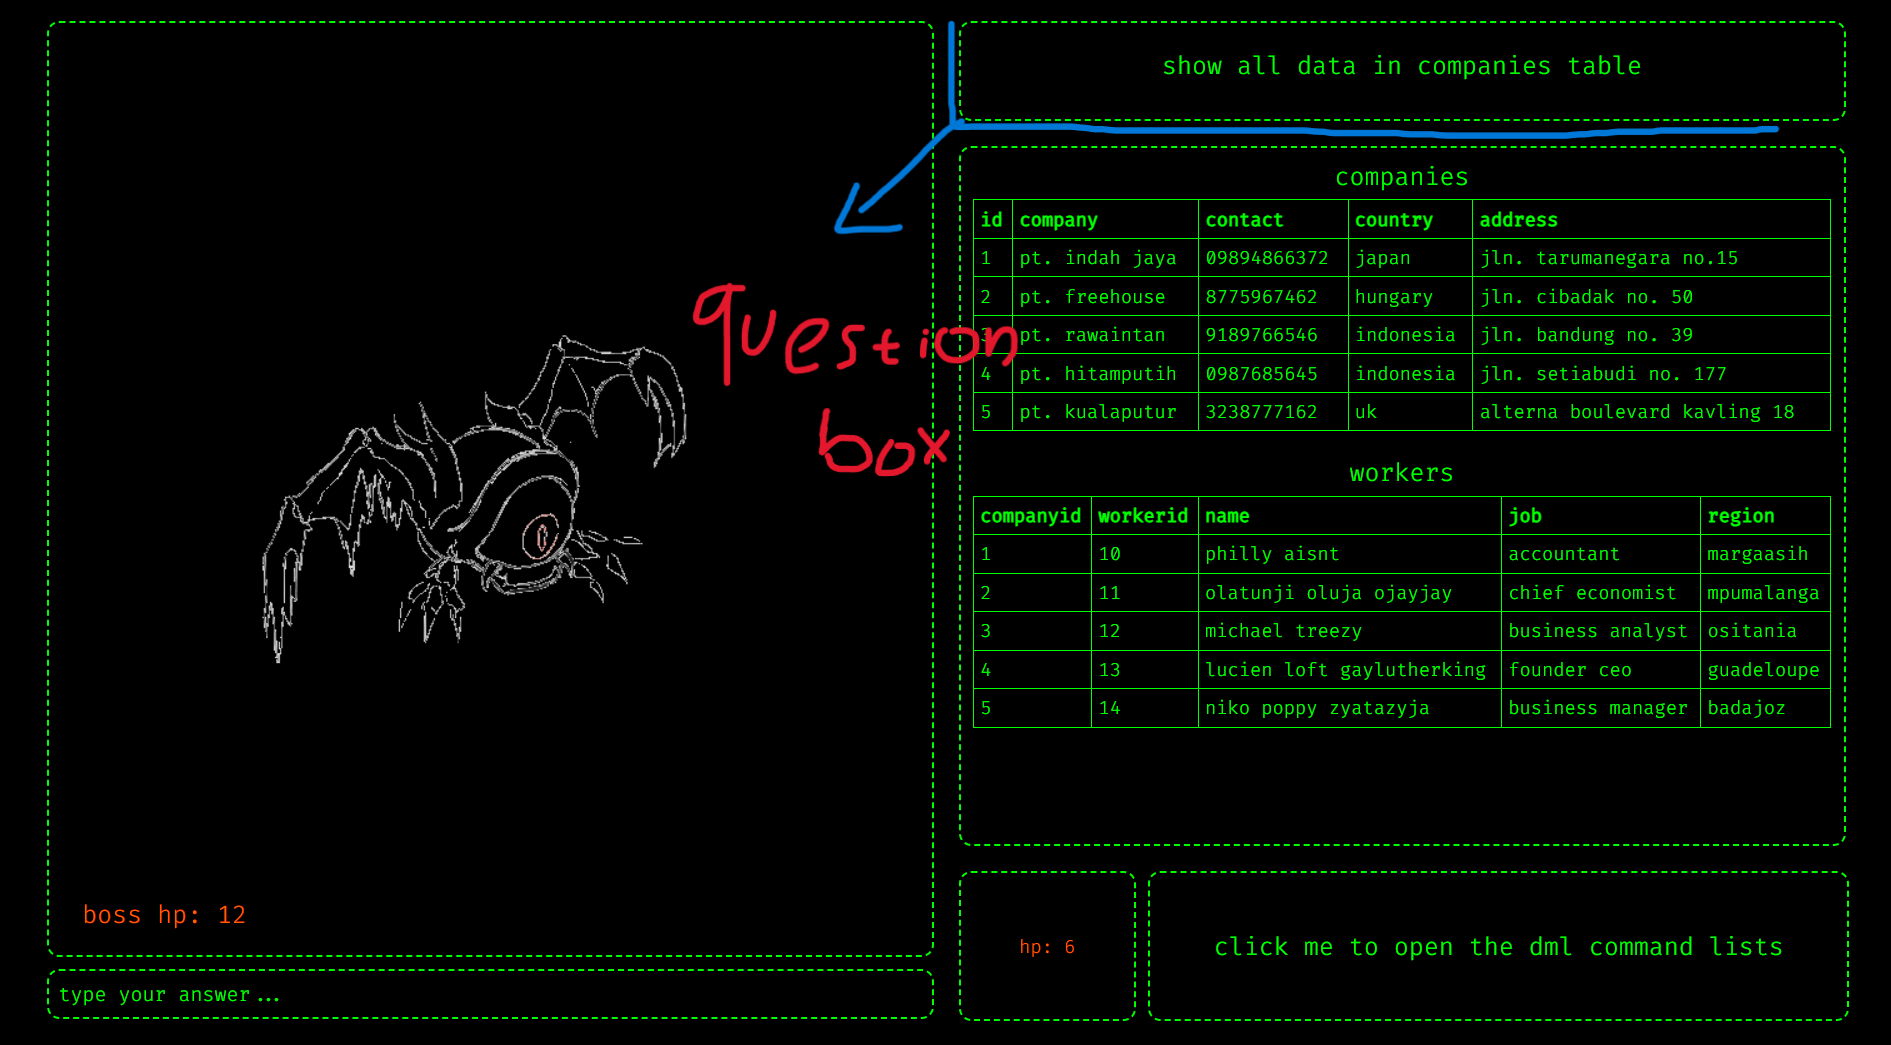 show all data in companies table
question
box
companies
id company contact country address
1 pt. indah jaya 09894866372 japan jln. tarumanegara no.15
2 pt. freehouse 8775967462 hungary jln. cibadak no. 50
3 pt. rawaintan 9189766546 indonesia jln. bandung no. 39
4 pt. hitamputih 0987685645 indonesia jln. setiabudi no. 177
5 pt. kualaputur 3238777162 uk alterna boulevard kavling 18
workers
companyid workerid name job region
1 10 philly aisnt accountant margaasih
2 11 olatunji oluja ojayjay chief economist mpumalanga
3 12 michael treezy business analyst ositania
4 13 lucien loft gaylutherking founder ceo guadeloupe
5 14 niko poppy zyatazyja business manager badajoz
boss hp: 12
type your answer...
hp: 6
click me to open the dml command lists